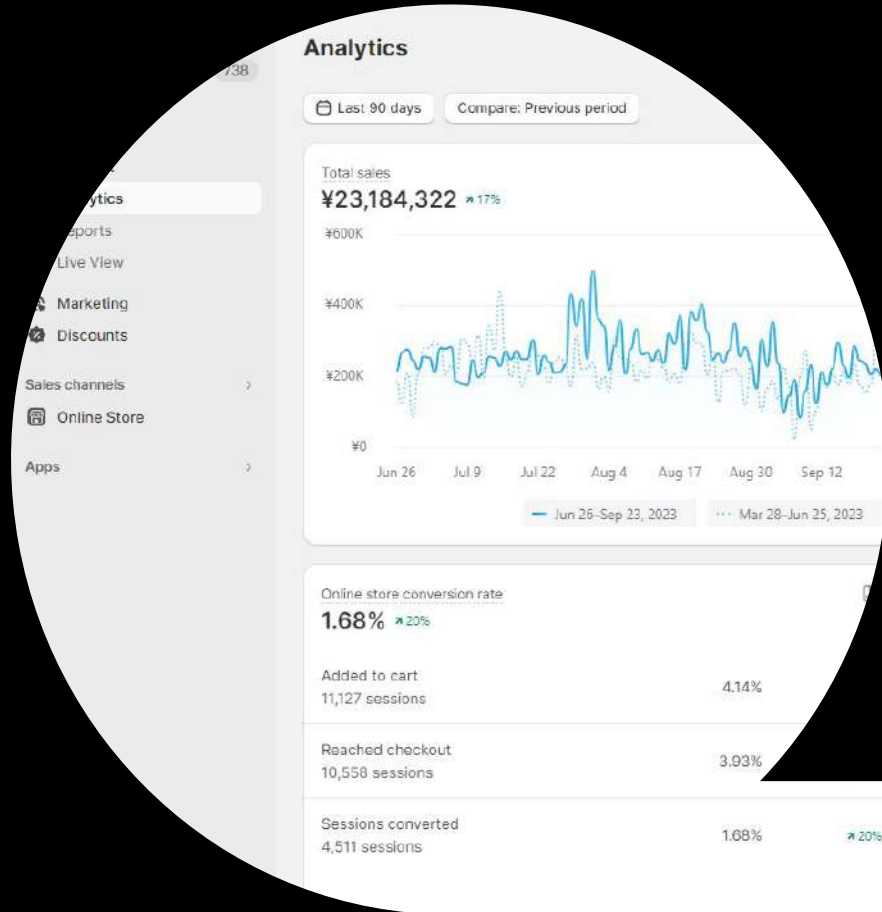 Analytics
738
Last 90 days
Compare: Previous period
Total sales
¥23,184,322 17%
¥600K
¥400K
¥200K
¥0
Jun 26 Jul 9 Jul 22 Aug 4 Aug 17 Aug 30 Sep 12
Jun 26–Sep 23, 2023 Mar 28–Jun 25, 2023
ytics
eports
Live View
Marketing
Discounts
Sales channels
Online Store
Apps
Online store conversion rate
1.68% 20%
Added to cart
11,127 sessions
4.14%
Reached checkout
10,558 sessions
3.93%
Sessions converted
4,511 sessions
1.68%
20%